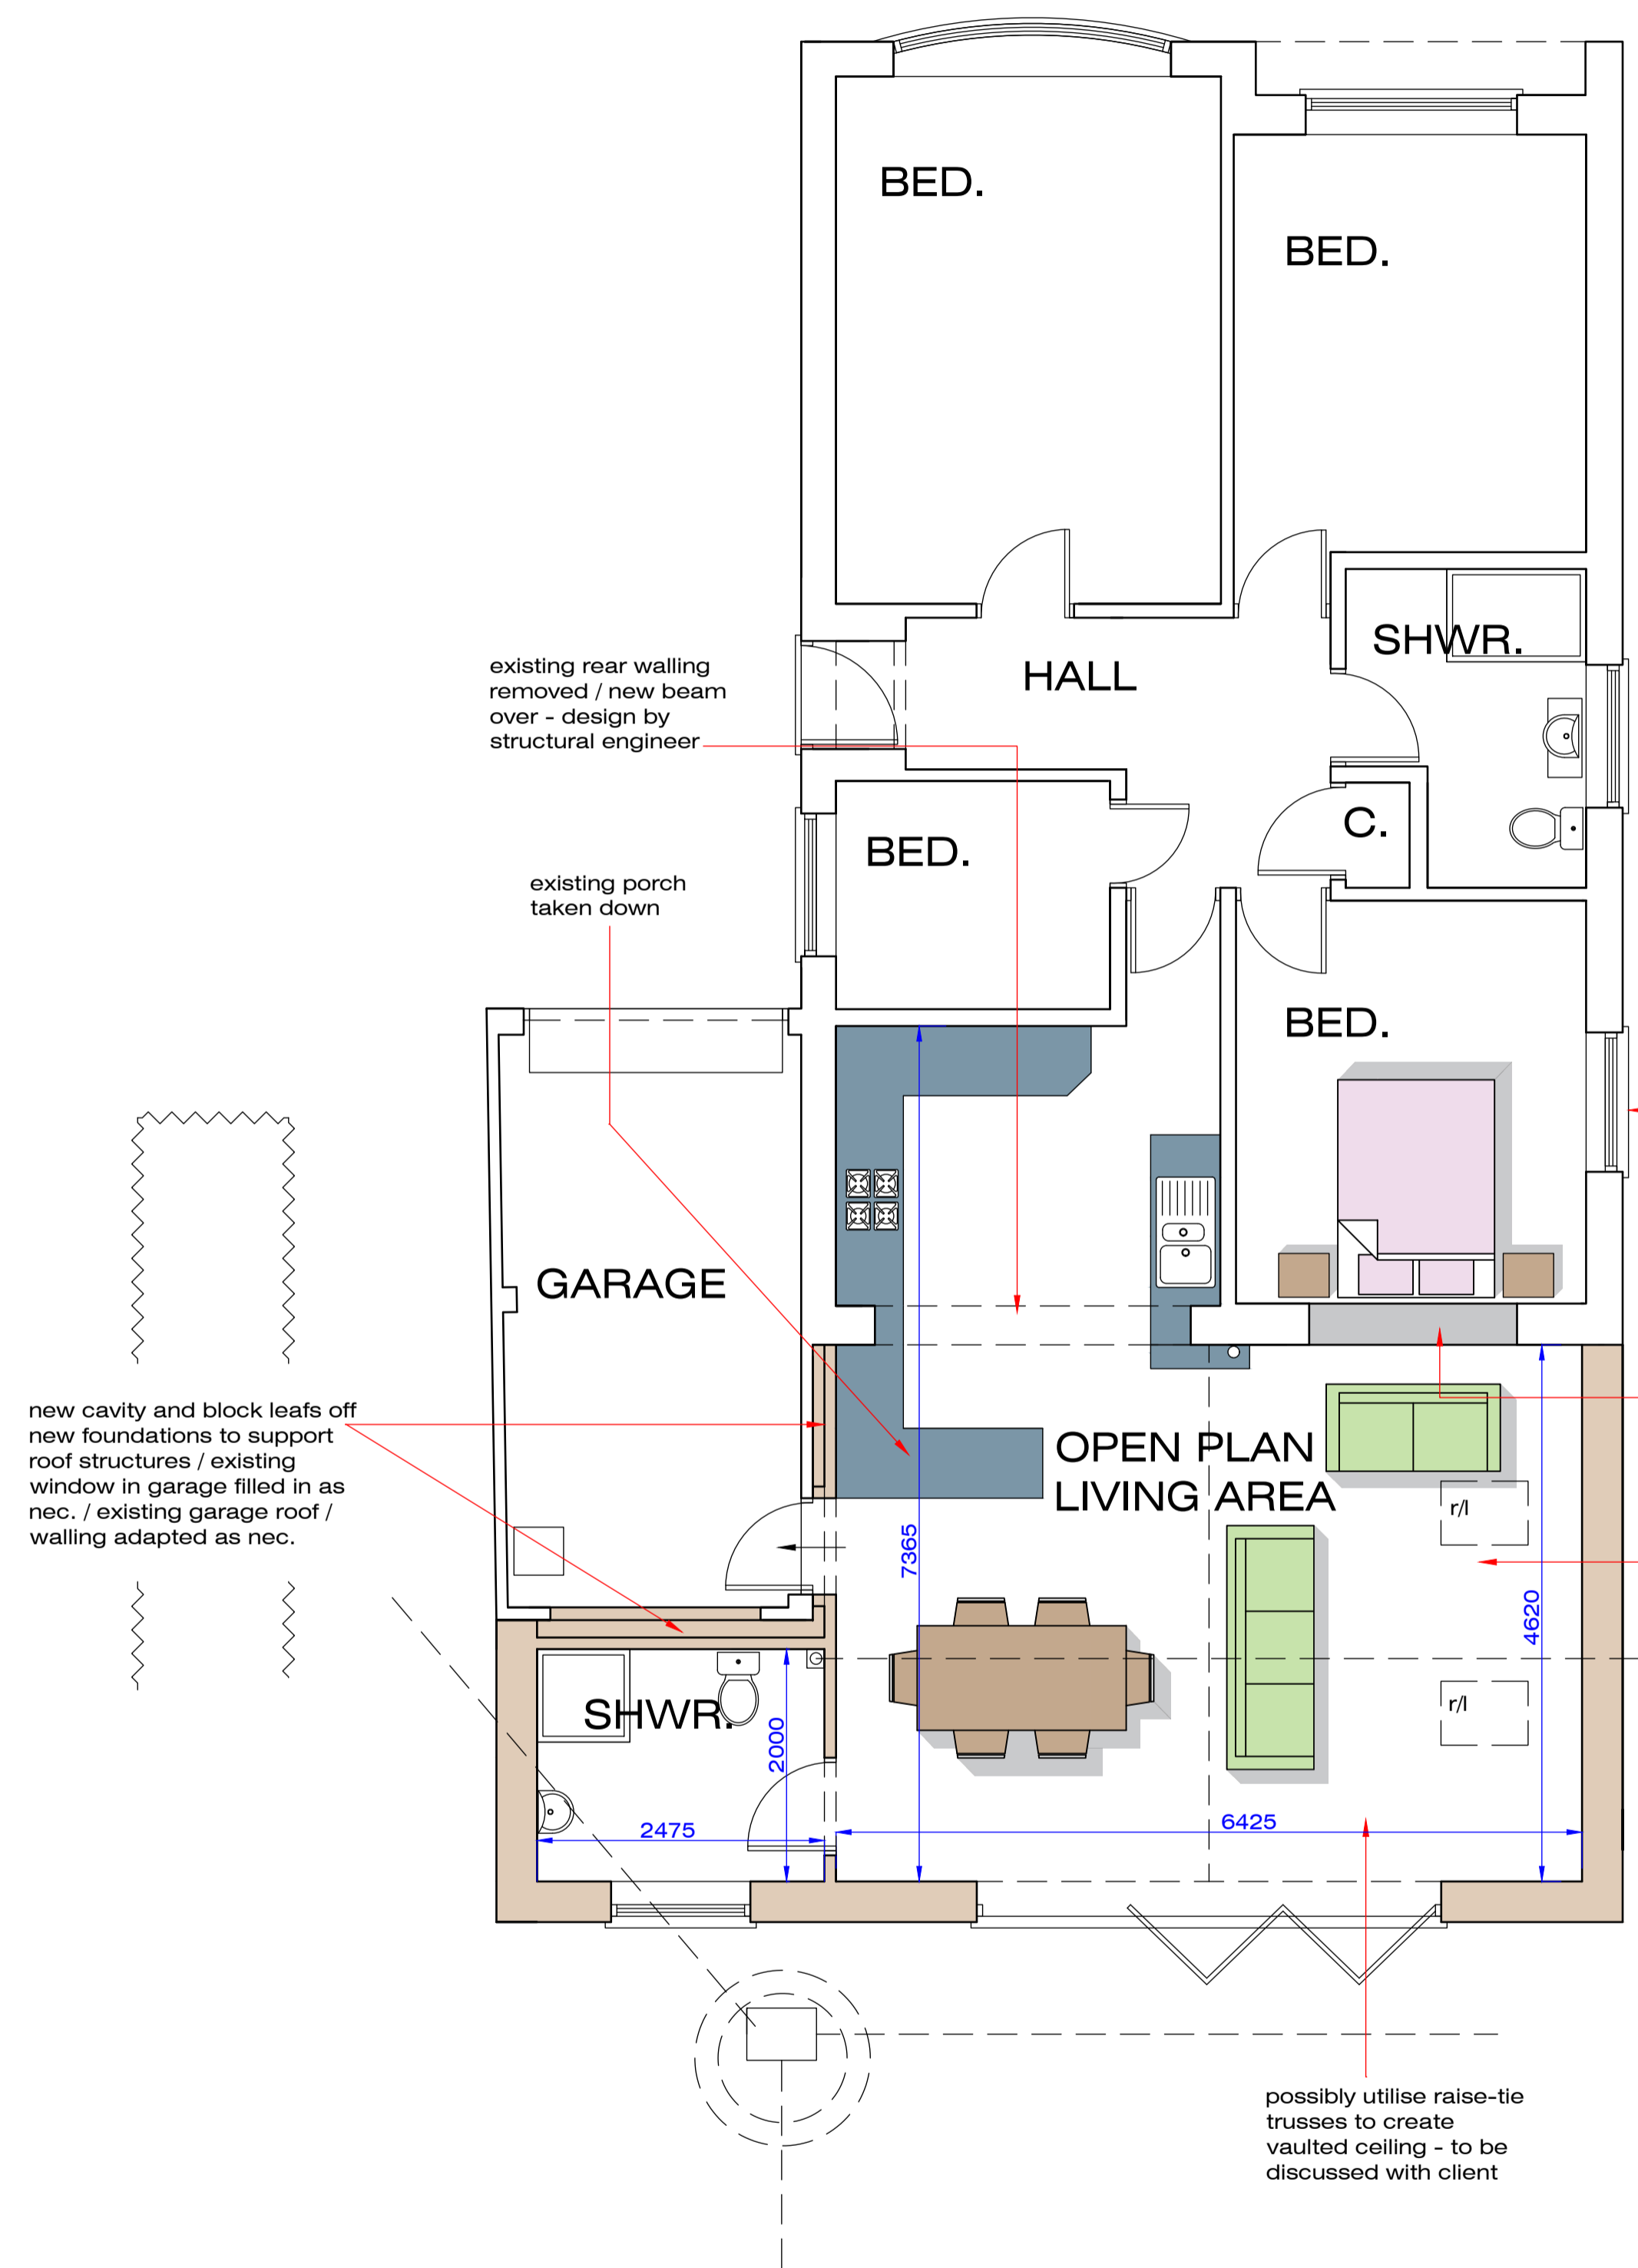 BED.
BED.
SHWR.
HALL
existing rear walling
removed / new beam
over - design by
structural engineer
C.
BED.
existing porch
taken down
BED.
GARAGE
new cavity and block leafs off
new foundations to support
roof structures / existing
window in garage filled in as
nec. / existing garage roof /
walling adapted as nec.
OPEN PLAN
LIVING AREA
r/l
7365
4620
r/l
SHWR.
2000
2475
6425
possibly utilise raise-tie
trusses to create
vaulted ceiling - to be
discussed with client